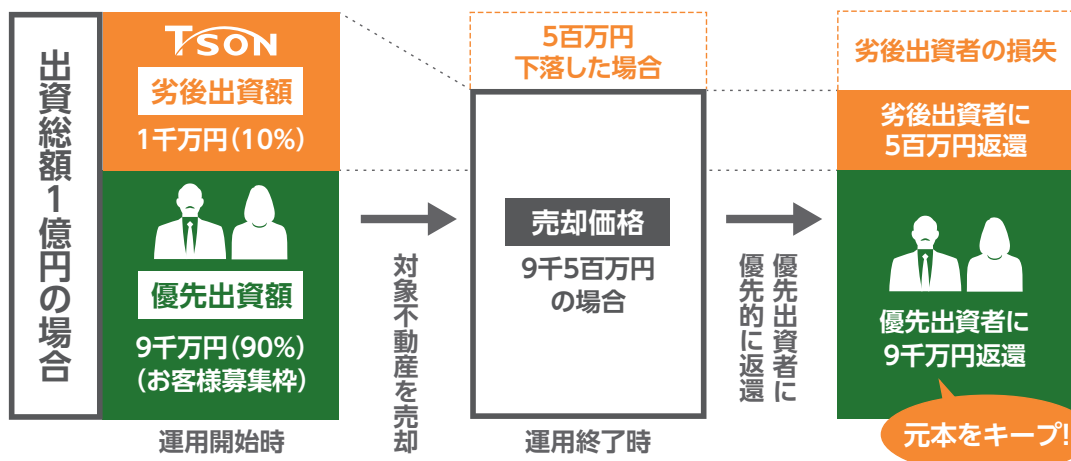 出資総額1億円の場合
TSON
劣後出資額
1千万円(10%)
優先出資額
9千万円(90%)
(お客様募集枠)
運用開始時
対象不動産を売却
5百万円
下落した場合
売却価格
9千5百万円
の場合
運用終了時
優先出資者に
優先的に返還
劣後出資者の損失
劣後出資者に
5百万円返還
優先出資者に
9千万円返還
元本をキープ!